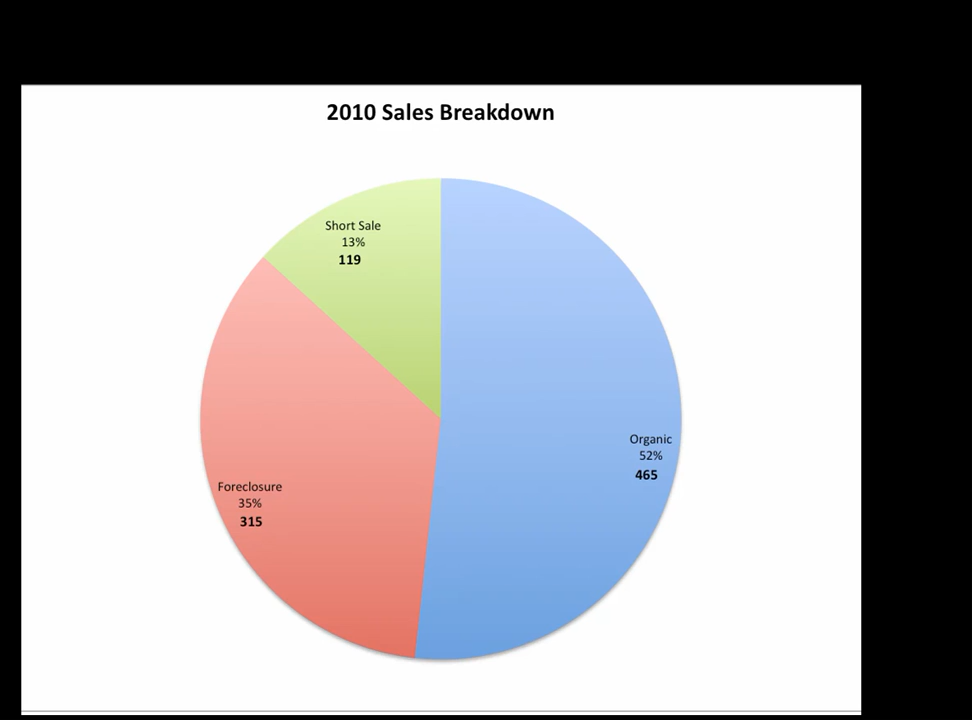 2010 Sales Breakdown
Short Sale
13%
119
Organic
52%
465
Foreclosure
35%
315